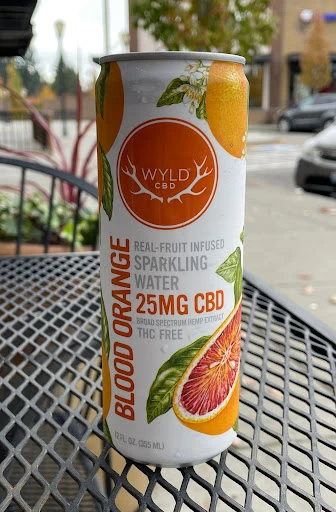 WYLD
CBD
BLOOD ORANGE
REAL-FRUIT INFUSED
SPARKLING
WATER
25MG CBD
BROAD SPECTRUM HEMP EXTRACT
THC FREE
12 FL. OZ. (355 ML)